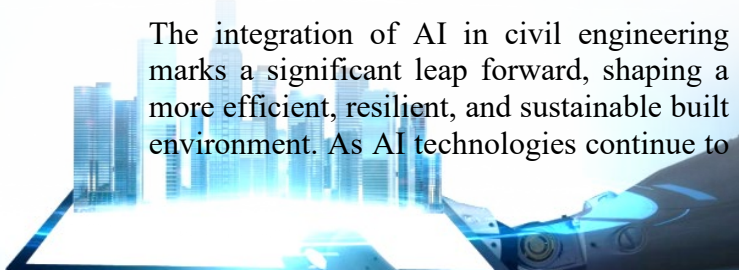 The integration of AI in civil engineering
marks a significant leap forward, shaping a
more efficient, resilient, and sustainable built
environment. As AI technologies continue to